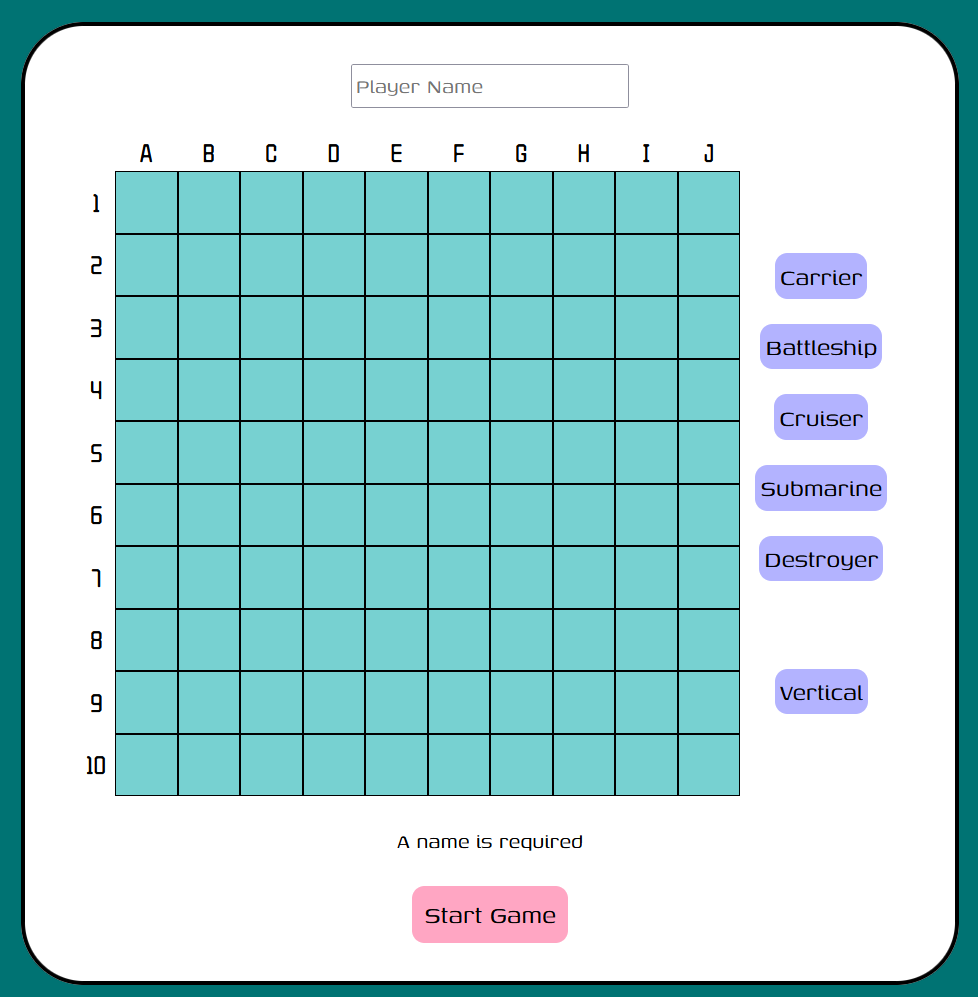 Player Name
A B C D E F G H I J
1
2
Carrier
3
Battleship
4
Cruiser
5
Submarine
6
Destroyer
7
8
Vertical
9
10
A name is required
Start Game